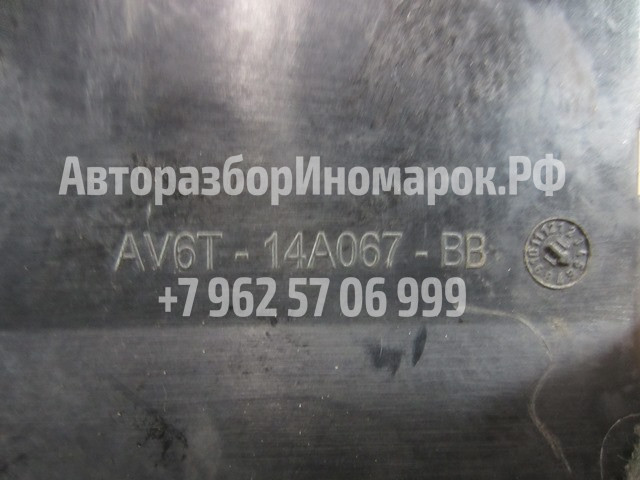 АвторазборИномарок.РФ
AV6T - 14A067 - BB
+7 962 57 06 999